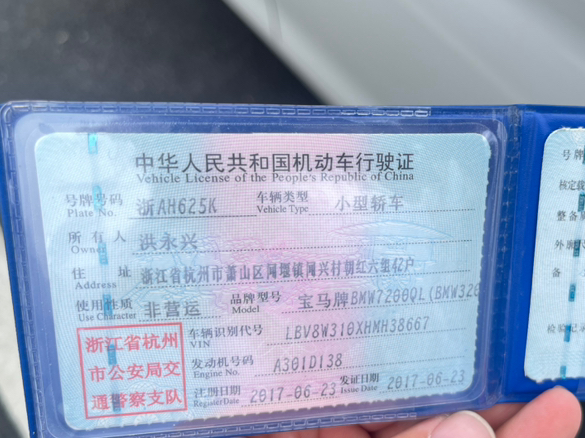 中华人民共和国机动车行驶证
Vehicle License of the People's Republic of China
号牌号码 浙AH625K 车辆类型 小型轿车
Plate No. Vehicle Type
所有人 洪永兴
Owner
住址 浙江省杭州市萧山区闻堰镇闻兴村朝红六组42户
Address
使用性质 非营运 品牌型号 宝马牌BMW7200QL(BMW320
Use Character Model
浙江省杭州
市公安局交
通警察支队
车辆识别代号 LBV8W310XHMH38667
VIN
发动机号码 A301D138
Engine No.
注册日期 2017-06-23 发证日期 2017-06-23
Register Date Issue Date
号牌
核定载
整备
外廓
备
检验记录